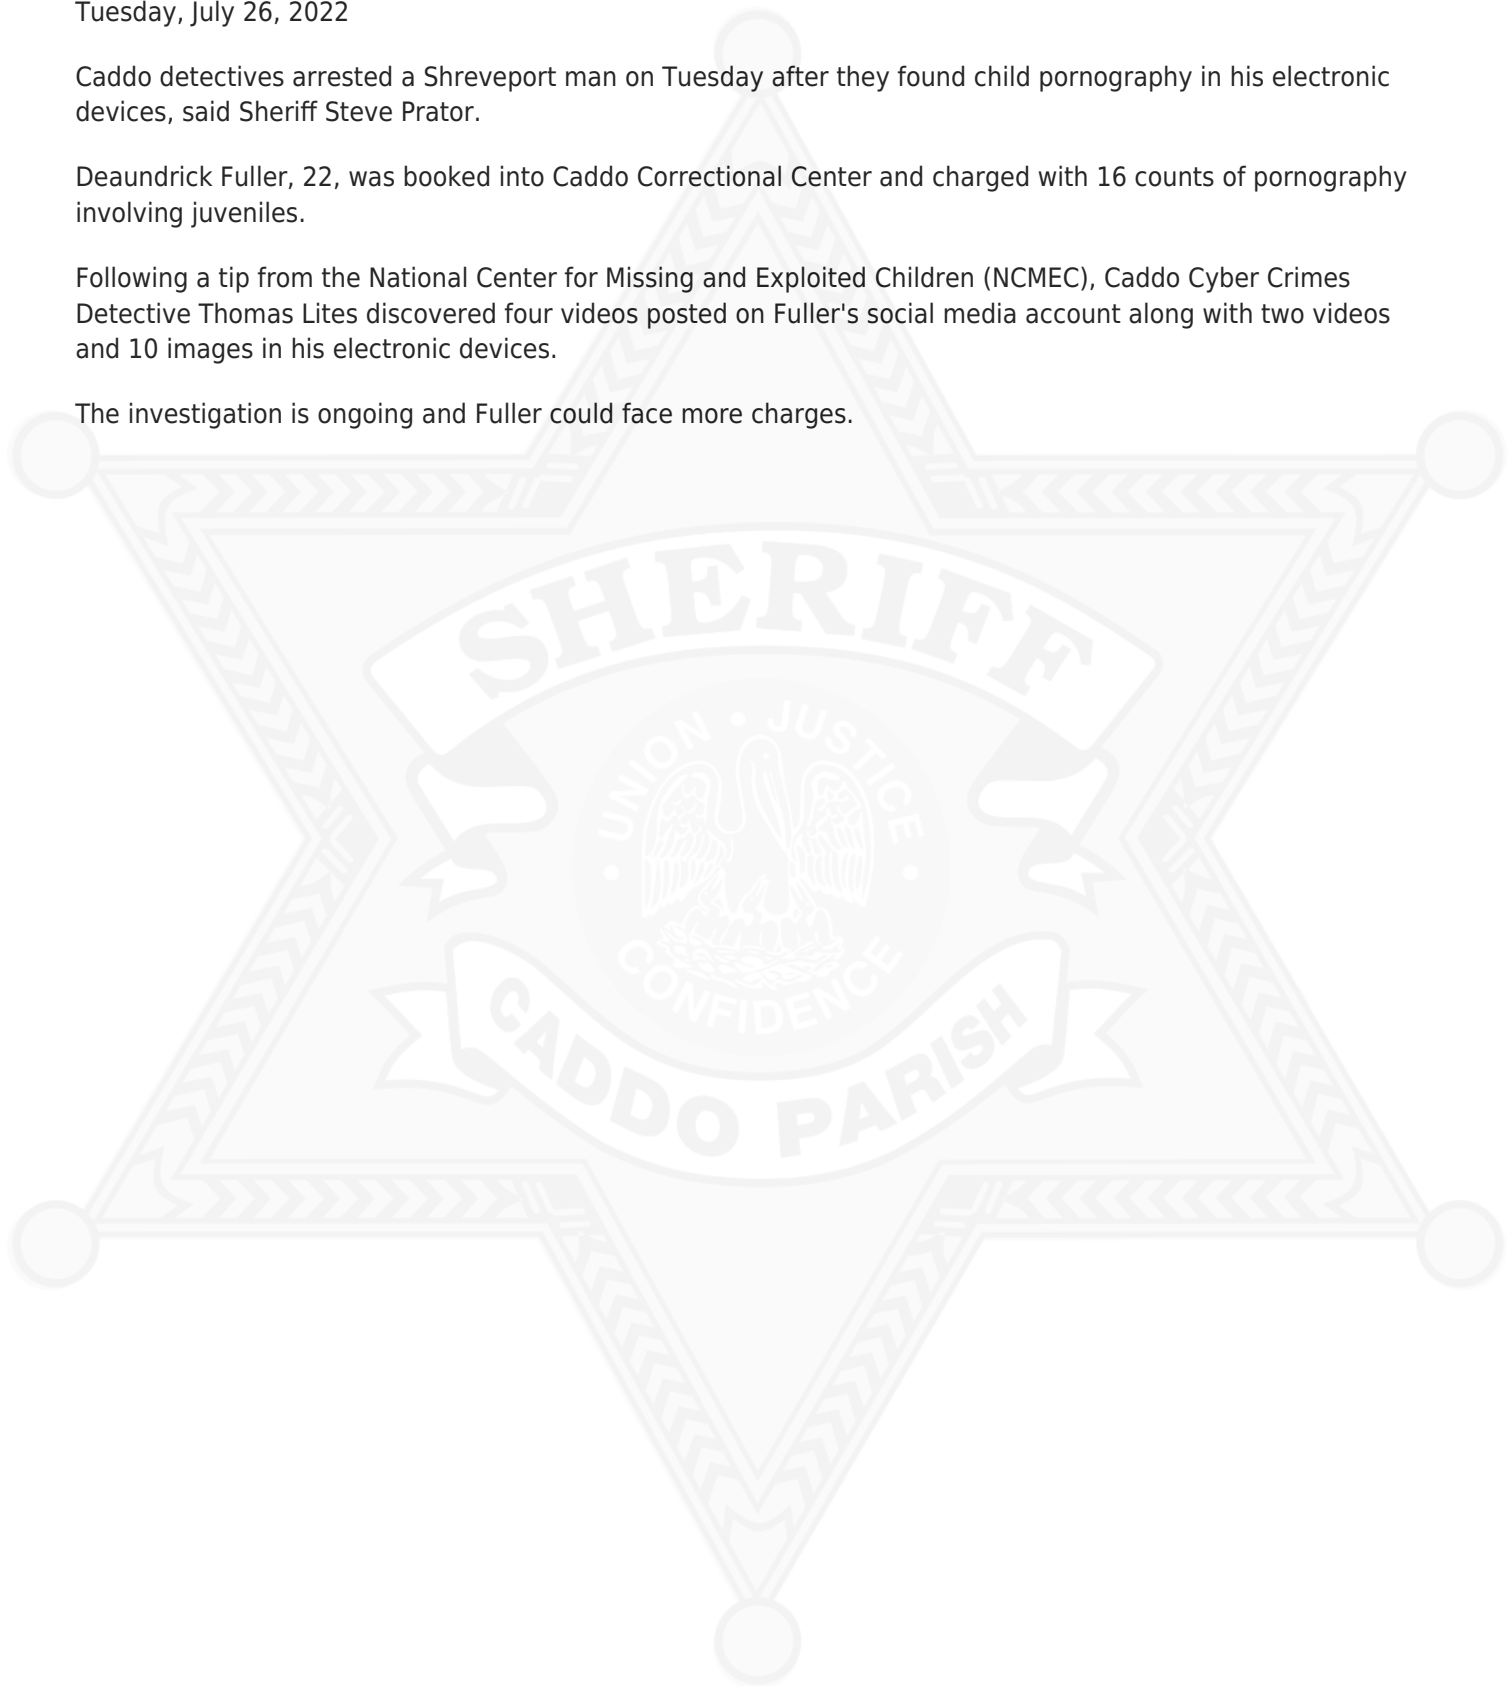 Tuesday, July 26, 2022
Caddo detectives arrested a Shreveport man on Tuesday after they found child pornography in his electronic
devices, said Sheriff Steve Prator.
Deaundrick Fuller, 22, was booked into Caddo Correctional Center and charged with 16 counts of pornography
involving juveniles.
Following a tip from the National Center for Missing and Exploited Children (NCMEC), Caddo Cyber Crimes
Detective Thomas Lites discovered four videos posted on Fuller's social media account along with two videos
and 10 images in his electronic devices.
The investigation is ongoing and Fuller could face more charges.
SHERIFF
UNION • JUSTICE
• CONFIDENCE •
CADDO PARISH